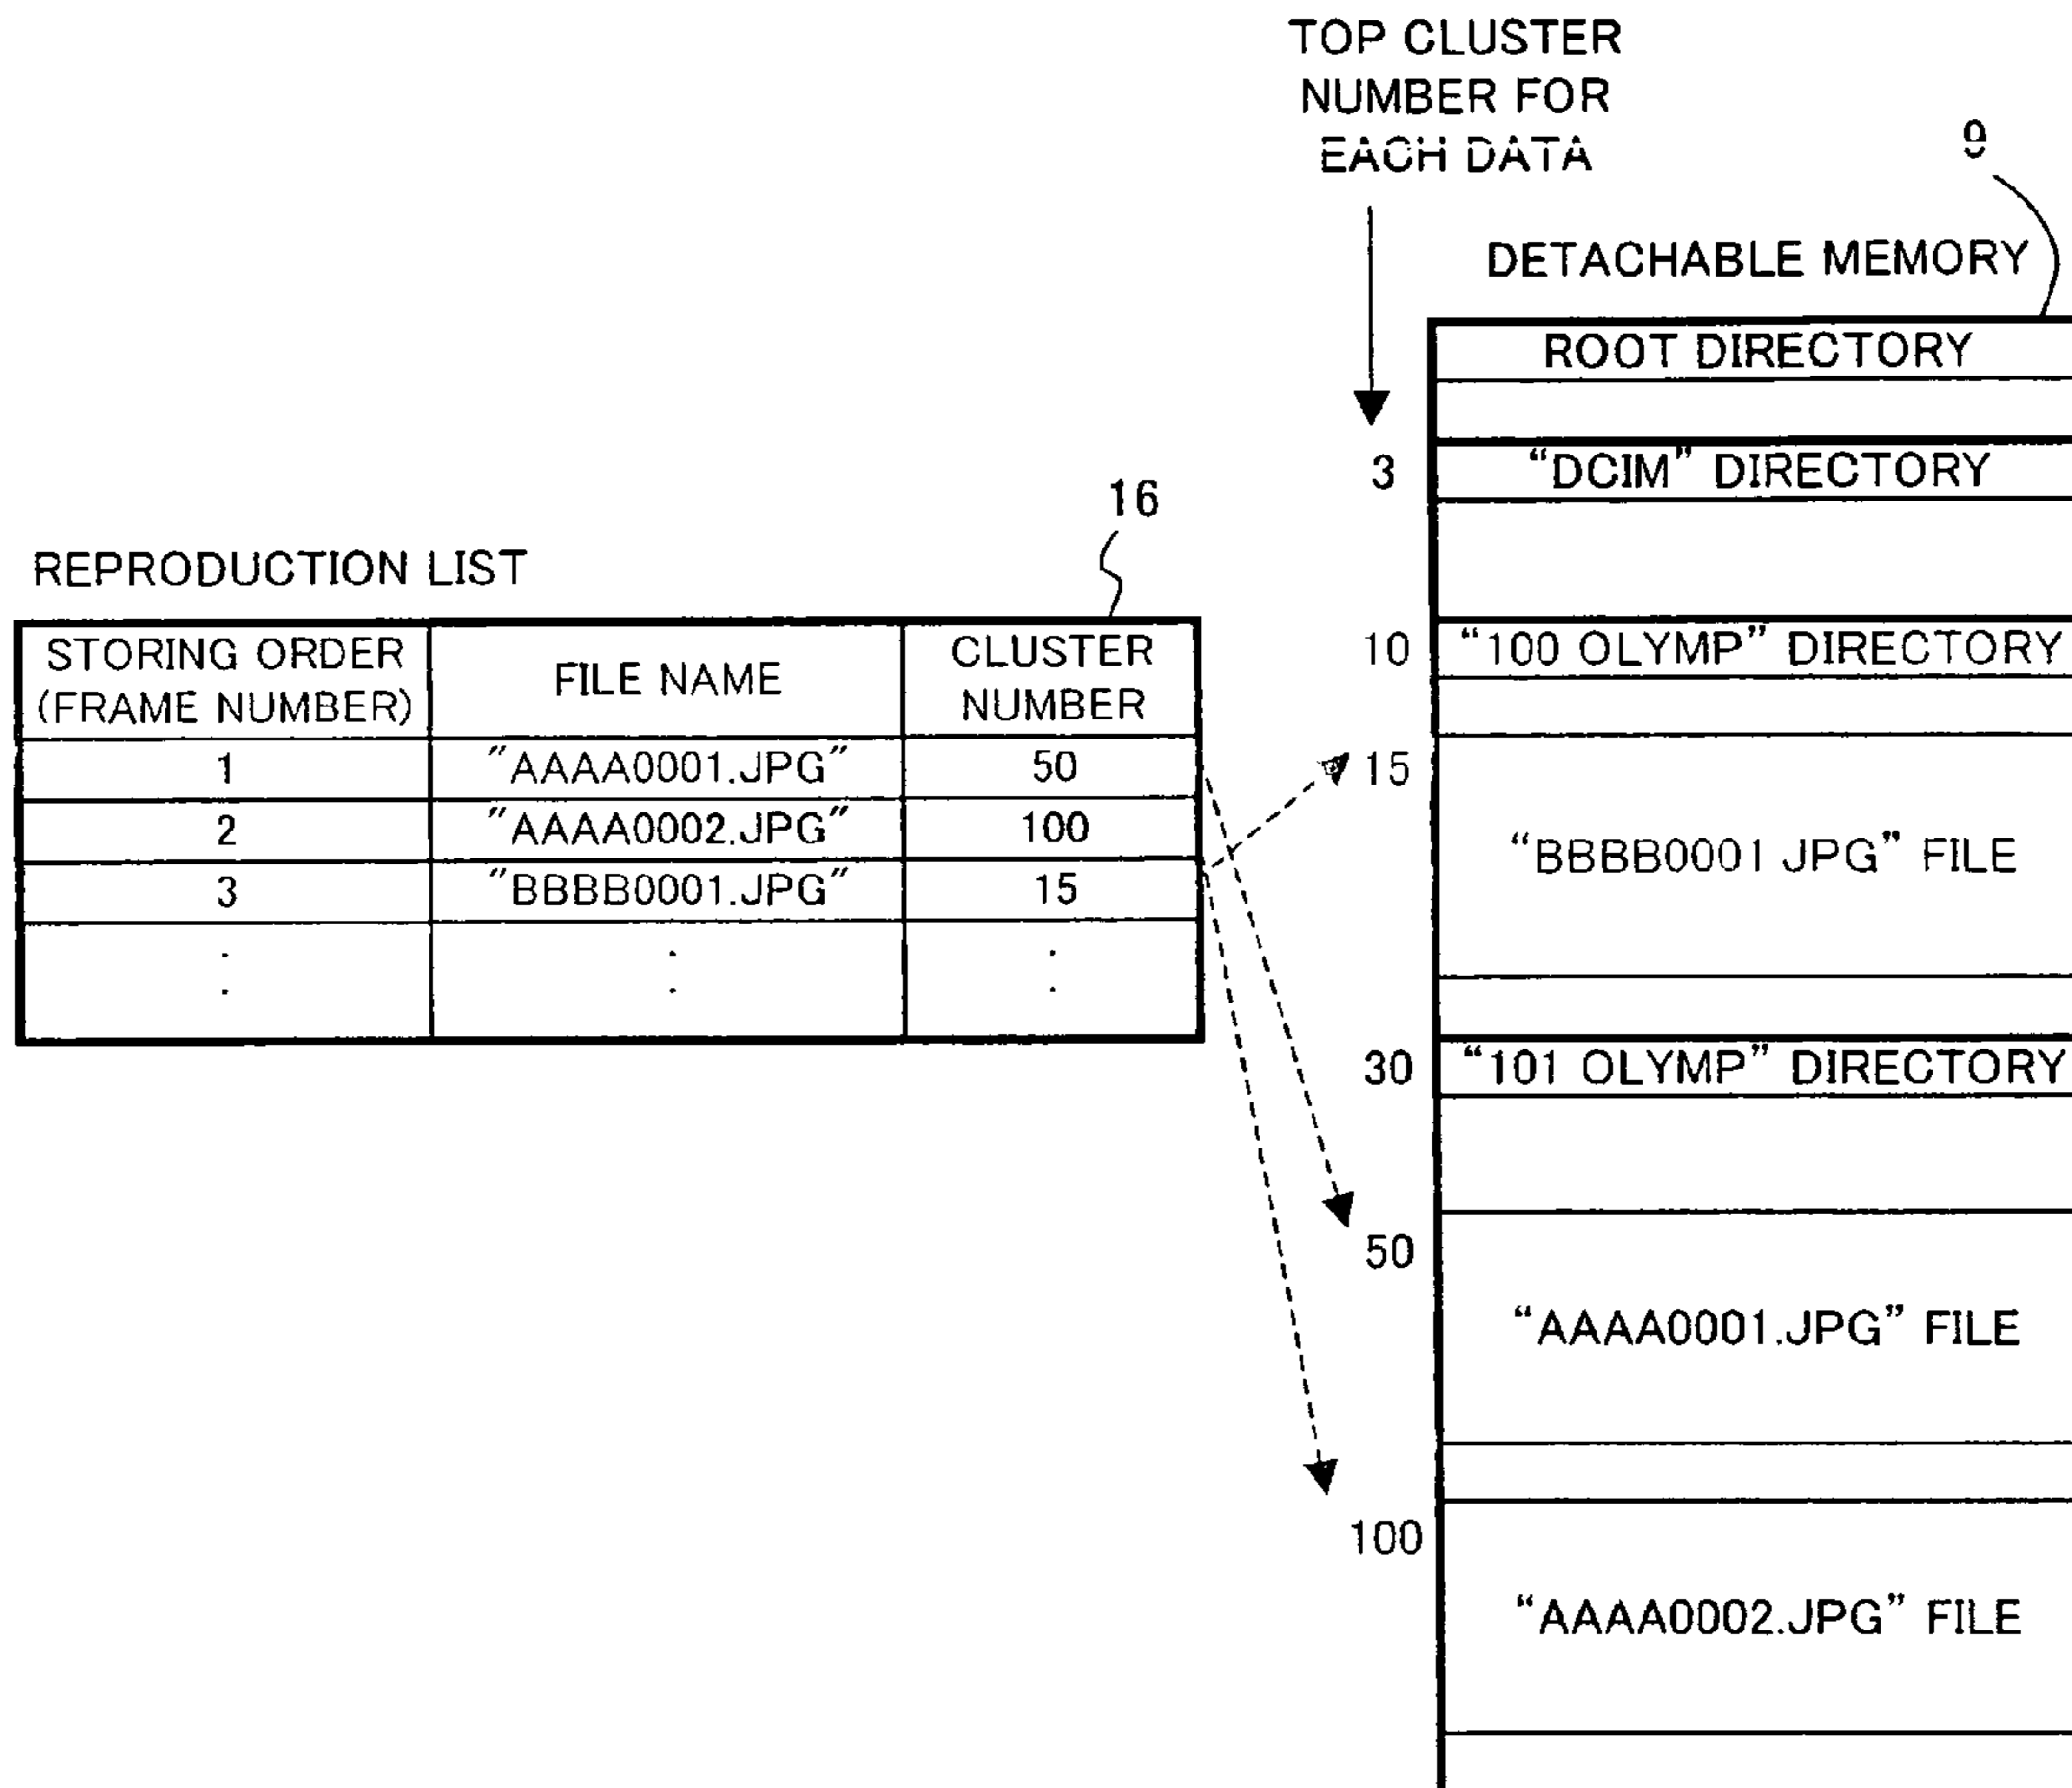 TOP CLUSTER
NUMBER FOR
EACH DATA
9
DETACHABLE MEMORY
ROOT DIRECTORY
3 "DCIM" DIRECTORY
16
REPRODUCTION LIST
STORING ORDER
(FRAME NUMBER)
FILE NAME
CLUSTER
NUMBER
1 "AAAA0001.JPG" 50
2 "AAAA0002.JPG" 100
3 "BBBB0001.JPG" 15
: : :
10 "100 OLYMP" DIRECTORY
15
"BBBB0001 JPG" FILE
30 "101 OLYMP" DIRECTORY
50
"AAAA0001.JPG" FILE
100
"AAAA0002.JPG" FILE